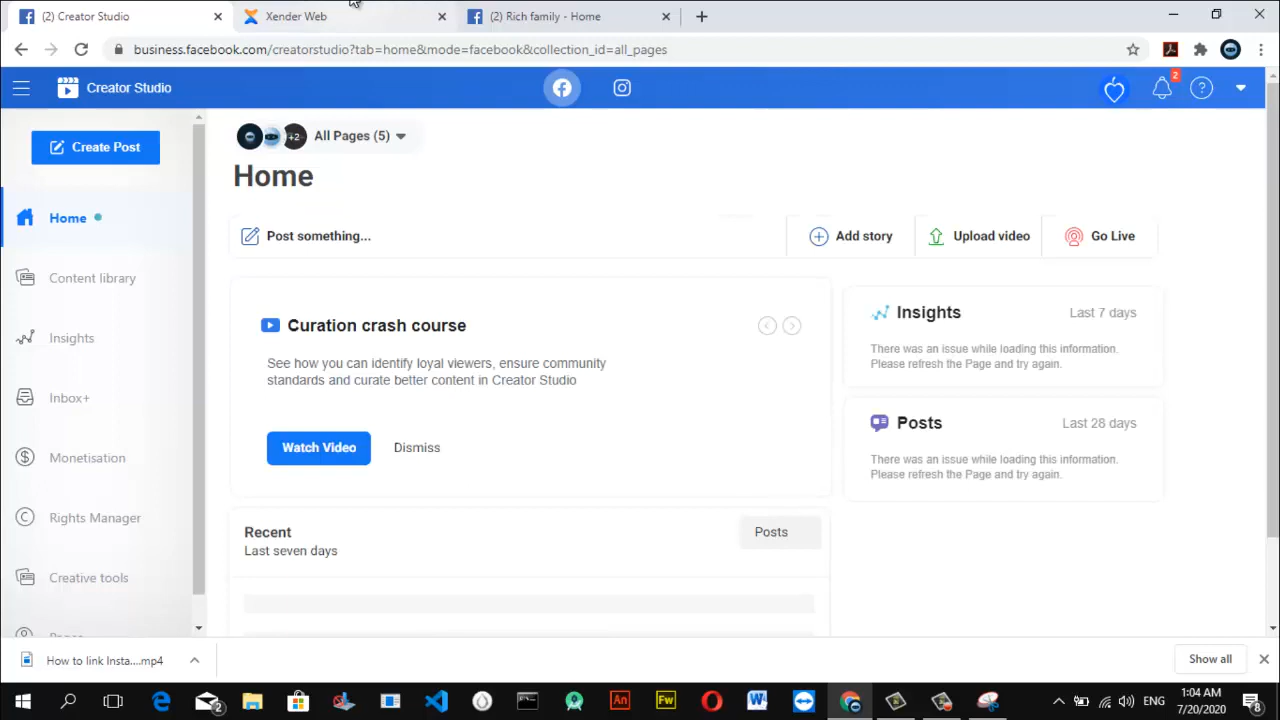 (2) Creator Studio
Xender Web
(2) Rich family - Home
business.facebook.com/creatorstudio?tab=home&mode=facebook&collection_id=all_pages
Creator Studio
2
?
Create Post
+2
All Pages (5)
Home
Home
Post something...
Add story
Upload video
Go Live
Content library
Insights
Inbox+
Monetisation
Rights Manager
Creative tools
Curation crash course
See how you can identify loyal viewers, ensure community
standards and curate better content in Creator Studio
Watch Video
Dismiss
Insights
Last 7 days
There was an issue while loading this information.
Please refresh the Page and try again.
Posts
Last 28 days
There was an issue while loading this information.
Please refresh the Page and try again.
Recent
Last seven days
Posts
How to link Insta....mp4
Show all
2
An
Fw
W
ENG
1:04 AM
7/20/2020
8